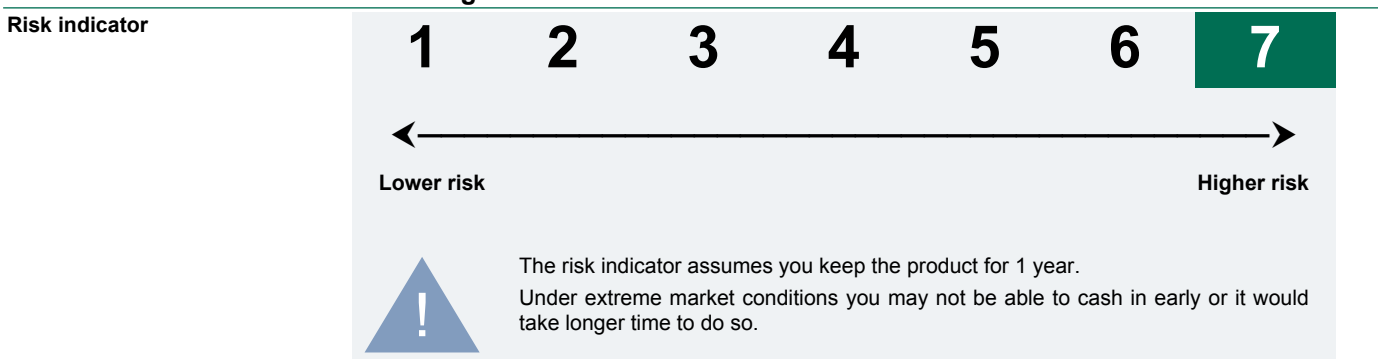 Risk indicator
1 2 3 4 5 6 7
Lower risk Higher risk
!
The risk indicator assumes you keep the product for 1 year.
Under extreme market conditions you may not be able to cash in early or it would
take longer time to do so.